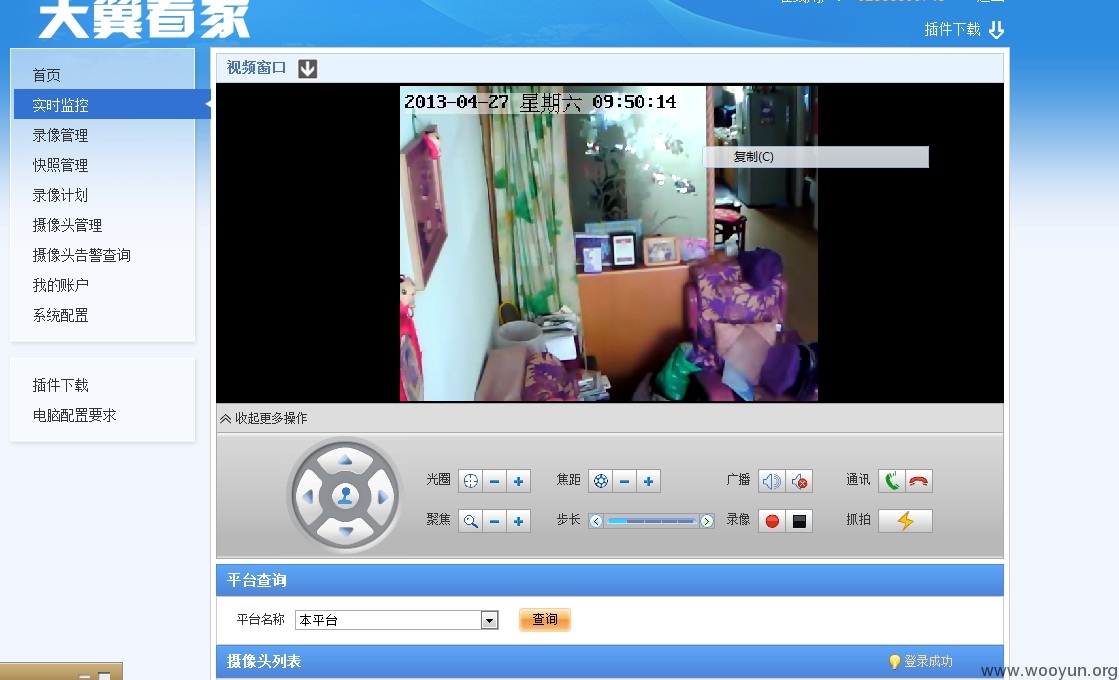 天翼看家
插件下载
首页
实时监控
录像管理
快照管理
录像计划
摄像头管理
摄像头告警查询
我的账户
系统配置
插件下载
电脑配置要求
视频窗口
2013-04-27 星期六 09:50:14
复制(C)
收起更多操作
光圈
焦距
广播
通讯
聚焦
步长
录像
抓拍
平台查询
平台名称
本平台
查询
摄像头列表
登录成功
www.wooyun.org